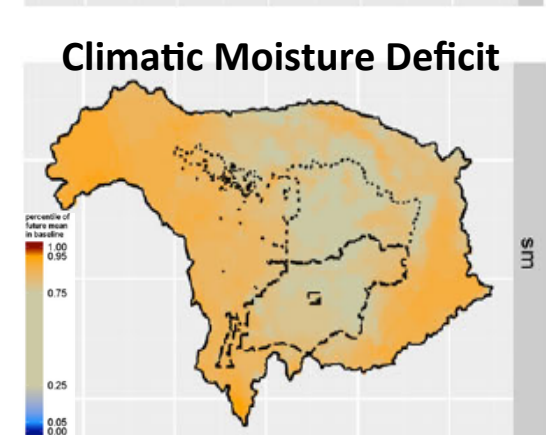 Climatic Moisture Deficit
percentile of
future mean
in baseline
1.00
0.95
0.75
0.25
0.05
0.00
sm